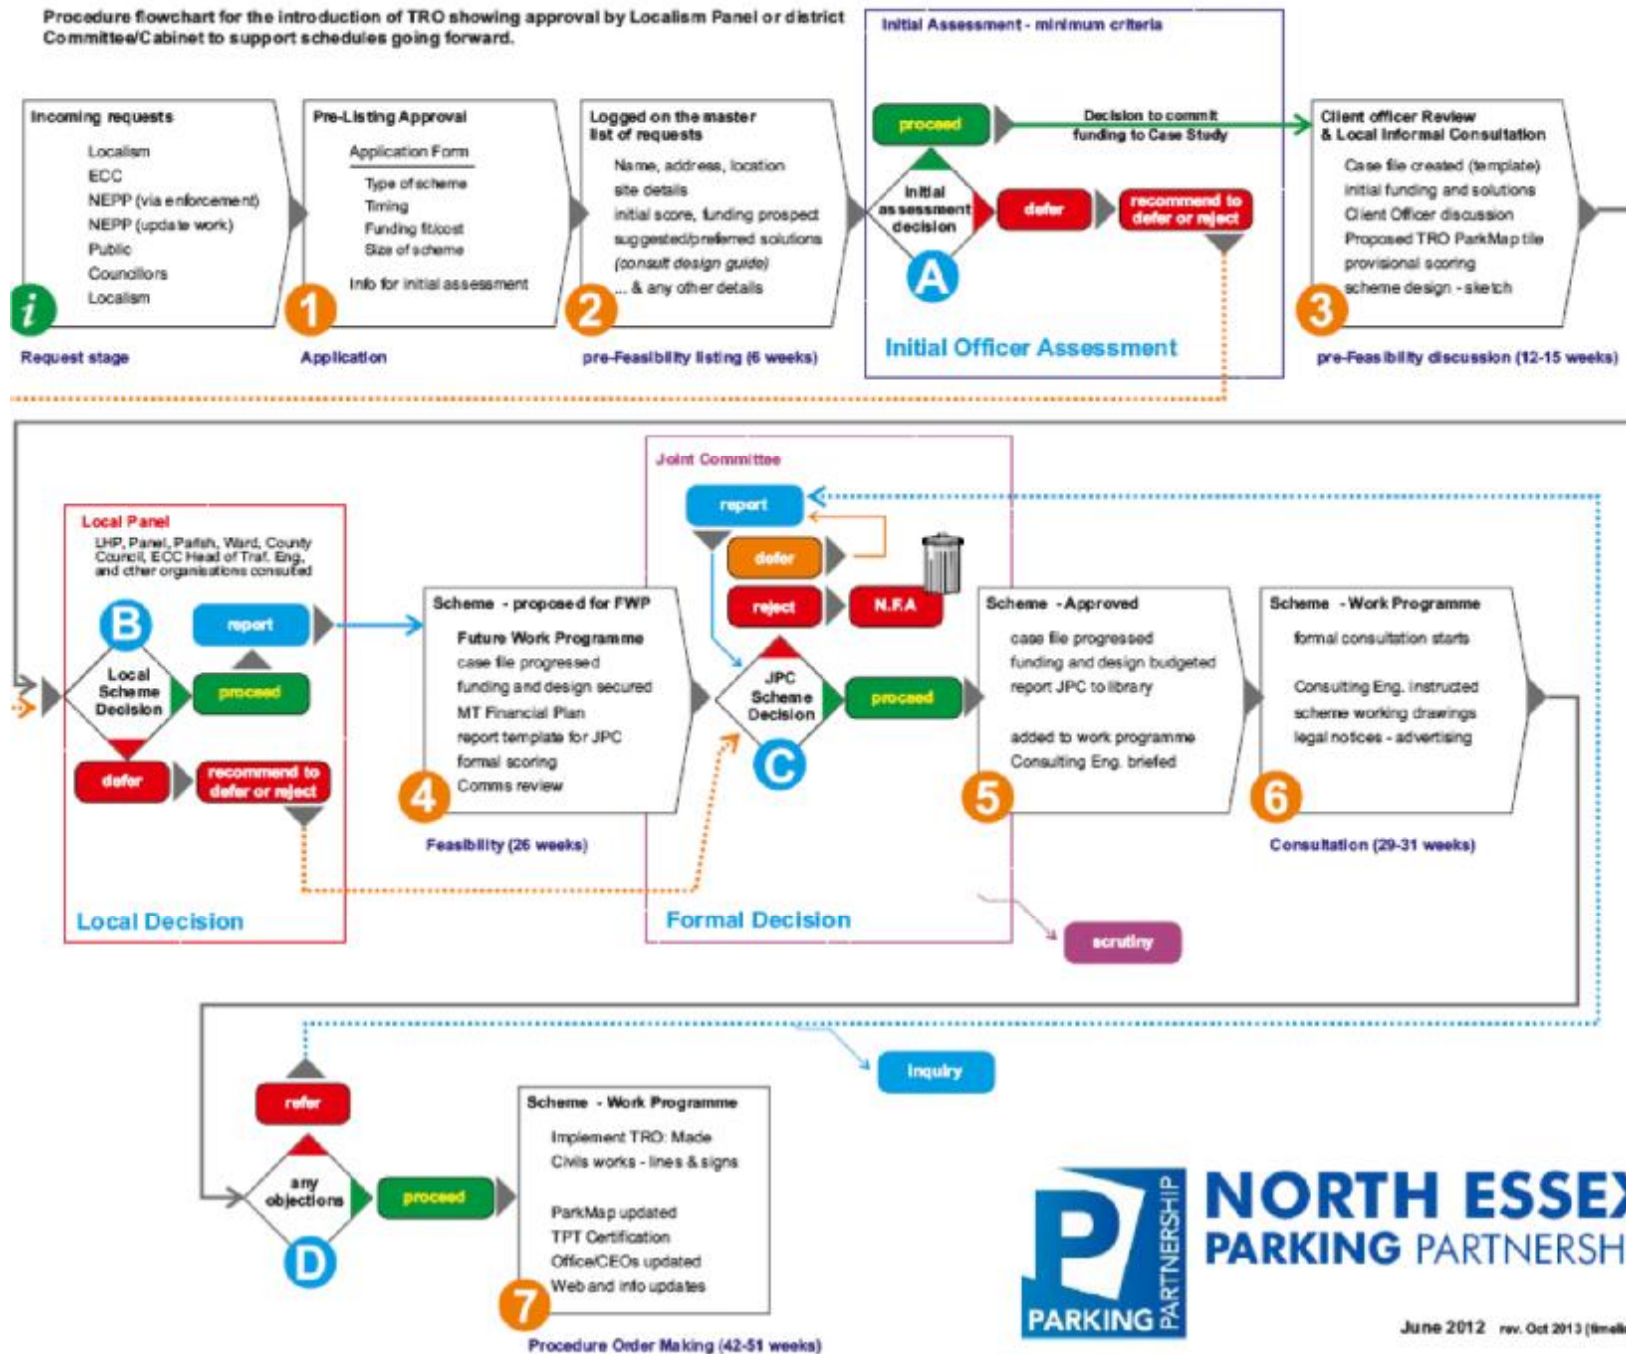 Procedure flowchart for the introduction of TRO showing approval by Localism Panel or district
Committee/Cabinet to support schedules going forward.
Incoming requests
Localism
ECC
NEPP (via enforcement)
NEPP (update work)
Public
Councillors
Localism
i
Request stage
Pre-Listing Approval
Application Form
Type of scheme
Timing
Funding fit/cost
Size of scheme
Info for initial assessment
1
Application
Logged on the master
list of requests
Name, address, location
site details
initial score, funding prospect
suggested/preferred solutions
(consult design guide)
... & any other details
2
pre-Feasibility listing (6 weeks)
Initial Assessment - minimum criteria
proceed
Decision to commit
funding to Case Study
initial
assessment
decision
defer
recommend to
defer or reject
A
Initial Officer Assessment
Client officer Review
& Local Informal Consultation
Case file created (template)
initial funding and solutions
Client Officer discussion
Proposed TRO ParkMap tile
provisional scoring
scheme design - sketch
3
pre-Feasibility discussion (12-15 weeks)
Local Panel
LHP, Panel, Parish, Ward, County
Council, ECC Head of Traf. Eng,
and other organisations consulted
B
report
Local
Scheme
Decision
proceed
defer
recommend to
defer or reject
Local Decision
Scheme - proposed for FWP
Future Work Programme
case file progressed
funding and design secured
MT Financial Plan
report template for JPC
formal scoring
Comms review
4
Feasibility (26 weeks)
Joint Committee
report
defer
reject
N.F.A
JPC
Scheme
Decision
proceed
C
Formal Decision
Scheme - Approved
case file progressed
funding and design budgeted
report JPC to library
added to work programme
Consulting Eng. briefed
5
scrutiny
Scheme - Work Programme
formal consultation starts
Consulting Eng. instructed
scheme working drawings
legal notices - advertising
6
Consultation (29-31 weeks)
inquiry
refer
any
objections
proceed
D
Scheme - Work Programme
Implement TRO: Made
Civils works - lines & signs
ParkMap updated
TPT Certification
Office/CEOs updated
Web and info updates
7
Procedure Order Making (42-51 weeks)
P
PARKING
PARTNERSHIP
NORTH ESSEX
PARKING PARTNERSH
June 2012 rev. Oct 2013